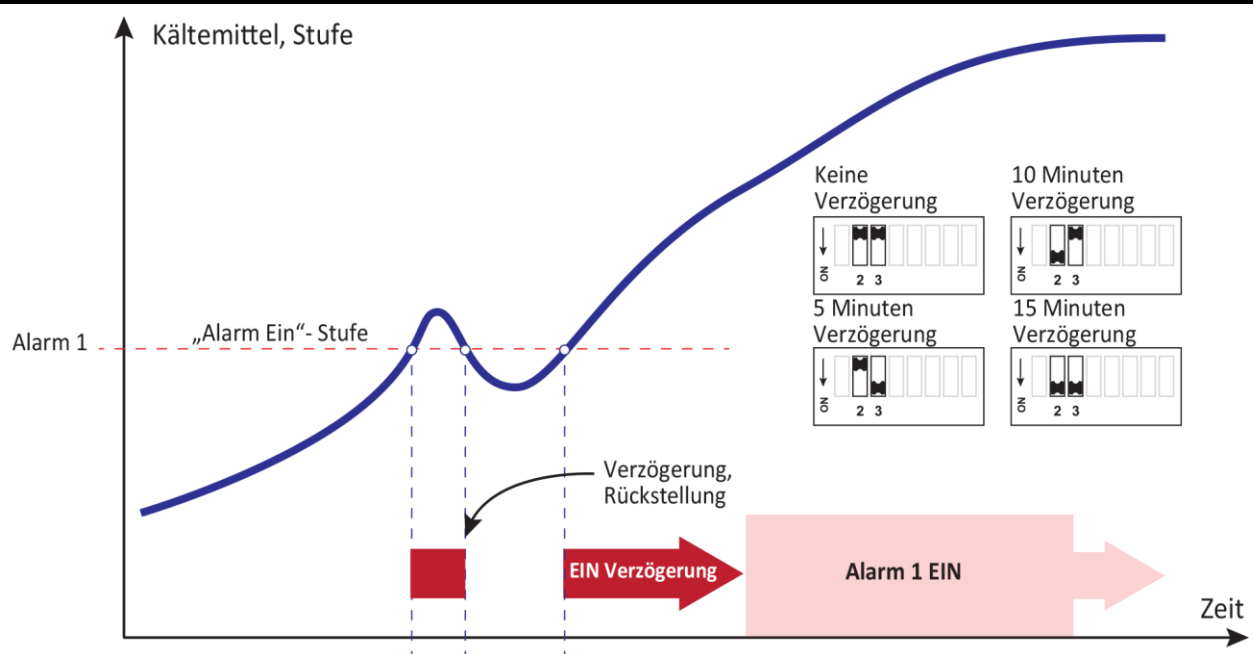 Kältemittel, Stufe
Keine
Verzögerung
ON
2 3
10 Minuten
Verzögerung
ON
2 3
5 Minuten
Verzögerung
ON
2 3
15 Minuten
Verzögerung
ON
2 3
Alarm 1
„Alarm Ein“- Stufe
Verzögerung,
Rückstellung
EIN Verzögerung
Alarm 1 EIN
Zeit